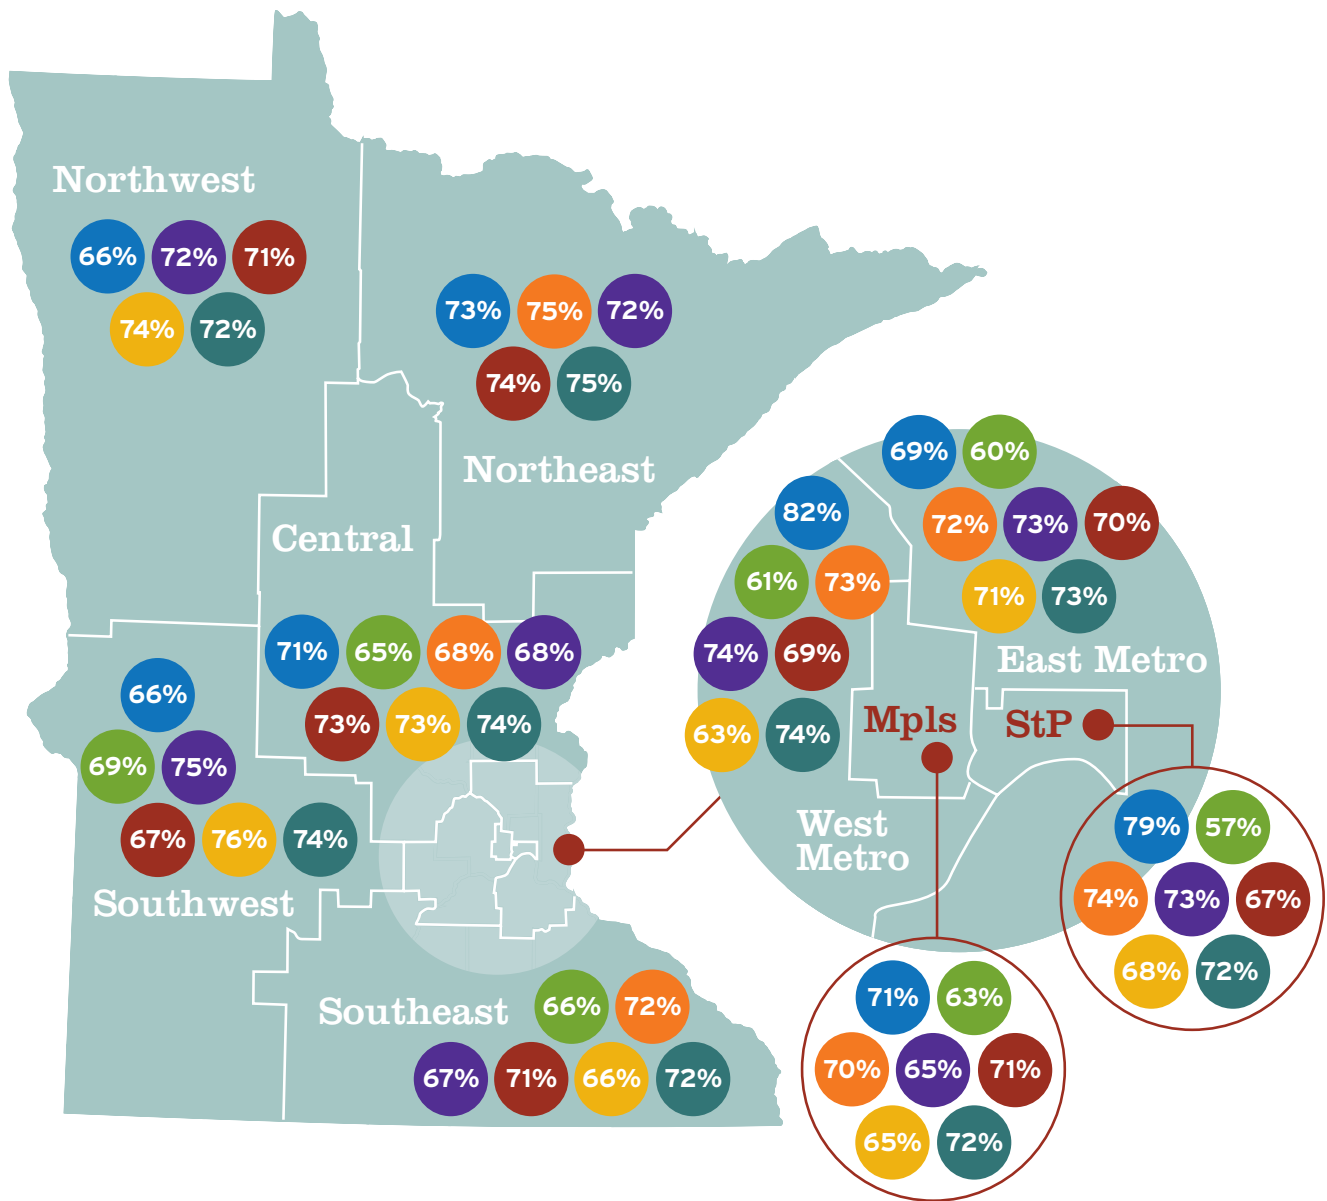 Northwest
66% 72% 71%
74% 72%
73% 75% 72%
74% 75%
Northeast
Central
71% 65% 68% 68%
73% 73% 74%
66%
69% 75%
67% 76% 74%
Southwest
Southeast
66% 72%
67% 71% 66% 72%
82%
61% 73%
74% 69%
63% 74%
West
Metro
69% 60%
72% 73% 70%
71% 73%
East Metro
Mpls
StP
79% 57%
74% 73% 67%
68% 72%
71% 63%
70% 65% 71%
65% 72%